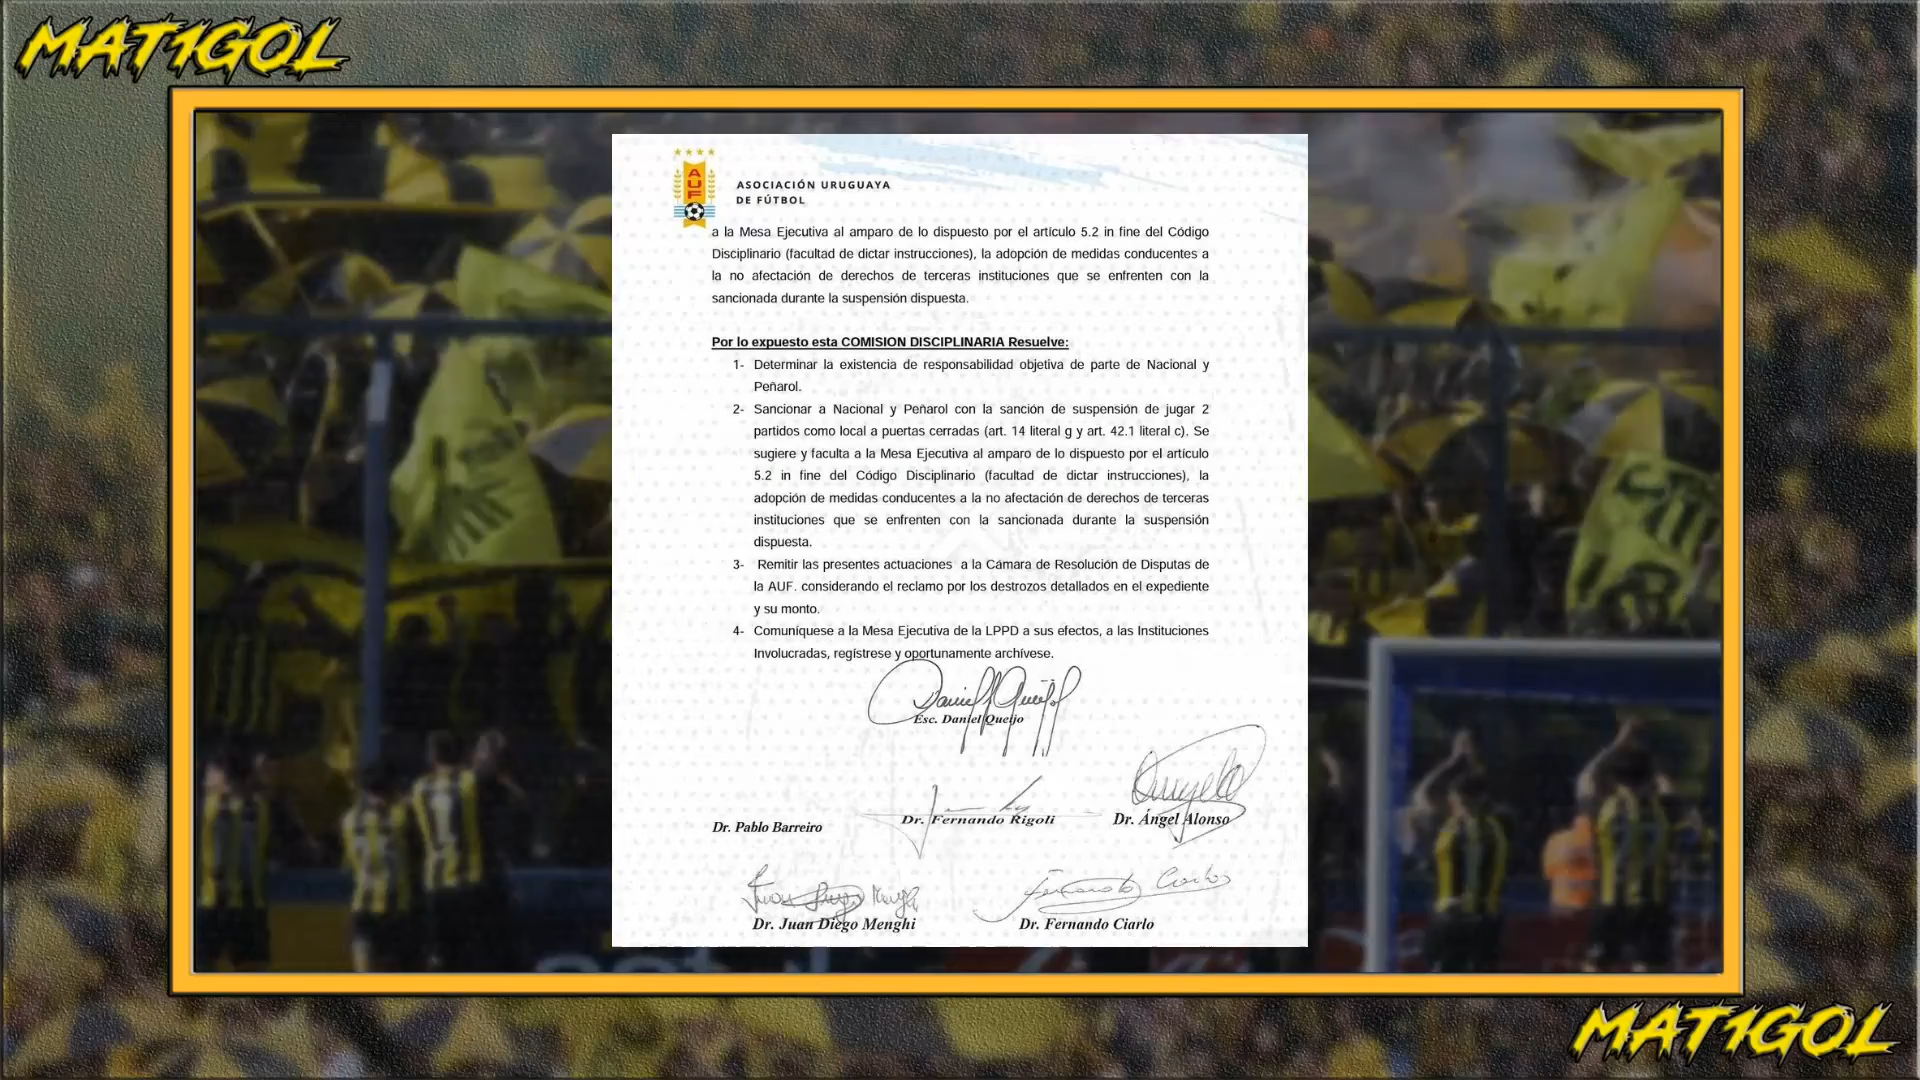 MAT1GOL
AUF
ASOCIACIÓN URUGUAYA
DE FÚTBOL
a la Mesa Ejecutiva al amparo de lo dispuesto por el artículo 5.2 in fine del Código
Disciplinario (facultad de dictar instrucciones), la adopción de medidas conducentes a
la no afectación de derechos de terceras instituciones que se enfrenten con la
sancionada durante la suspensión dispuesta.
Por lo expuesto esta COMISION DISCIPLINARIA Resuelve:
1- Determinar la existencia de responsabilidad objetiva de parte de Nacional y
Peñarol.
2- Sancionar a Nacional y Peñarol con la sanción de suspensión de jugar 2
partidos como local a puertas cerradas (art. 14 literal g y art. 42.1 literal c). Se
sugiere y faculta a la Mesa Ejecutiva al amparo de lo dispuesto por el artículo
5.2 in fine del Código Disciplinario (facultad de dictar instrucciones), la
adopción de medidas conducentes a la no afectación de derechos de terceras
instituciones que se enfrenten con la sancionada durante la suspensión
dispuesta.
3- Remitir las presentes actuaciones a la Cámara de Resolución de Disputas de
la AUF. considerando el reclamo por los destrozos detallados en el expediente
y su monto.
4- Comuníquese a la Mesa Ejecutiva de la LPPD a sus efectos, a las Instituciones
Involucradas, regístrese y oportunamente archívese.
Daniel Queijo
Esc. Daniel Queijo
Dr. Pablo Barreiro
Dr. Fernando Rigoli
Dr. Ángel Alonso
Dr. Juan Diego Menghi
Fernando Ciarlo
Dr. Fernando Ciarlo
MAT1GOL